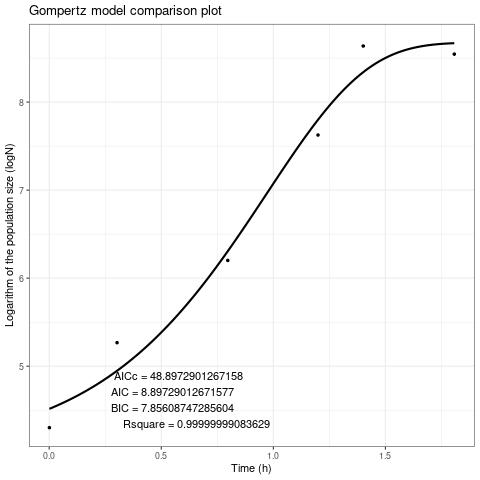 Gompertz model comparison plot
Logarithm of the population size (logN)
8
7
6
5
AICc = 48.8972901267158
AIC = 8.89729012671577
BIC = 7.85608747285604
Rsquare = 0.99999999083629
0.0 0.5 1.0 1.5
Time (h)